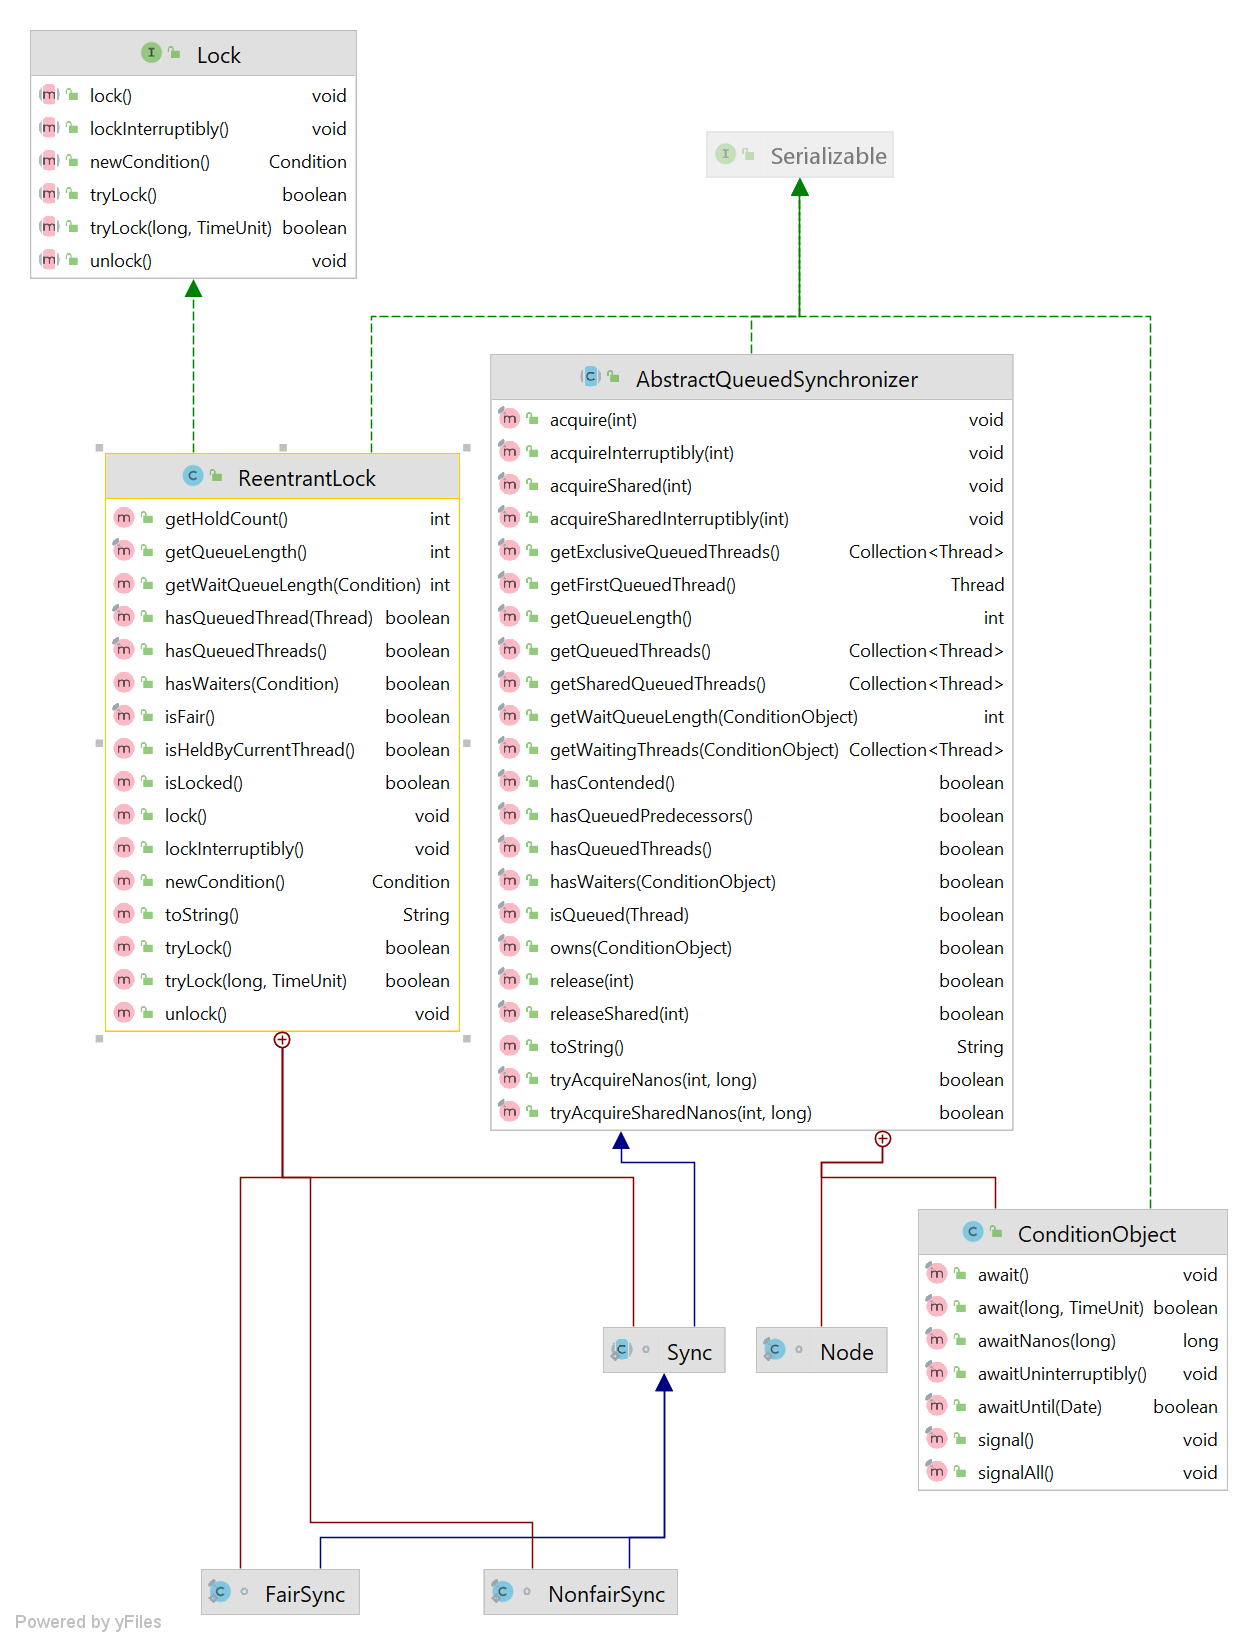 Lock
lock() void
lockInterruptibly() void
newCondition() Condition
tryLock() boolean
tryLock(long, TimeUnit) boolean
unlock() void
Serializable
AbstractQueuedSynchronizer
acquire(int) void
acquireInterruptibly(int) void
acquireShared(int) void
acquireSharedInterruptibly(int) void
getExclusiveQueuedThreads() Collection<Thread>
getFirstQueuedThread() Thread
getQueueLength() int
getQueuedThreads() Collection<Thread>
getSharedQueuedThreads() Collection<Thread>
getWaitQueueLength(ConditionObject) int
getWaitingThreads(ConditionObject) Collection<Thread>
hasContended() boolean
hasQueuedPredecessors() boolean
hasQueuedThreads() boolean
hasWaiters(ConditionObject) boolean
isQueued(Thread) boolean
owns(ConditionObject) boolean
release(int) boolean
releaseShared(int) boolean
toString() String
tryAcquireNanos(int, long) boolean
tryAcquireSharedNanos(int, long) boolean
ReentrantLock
getHoldCount() int
getQueueLength() int
getWaitQueueLength(Condition) int
hasQueuedThread(Thread) boolean
hasQueuedThreads() boolean
hasWaiters(Condition) boolean
isFair() boolean
isHeldByCurrentThread() boolean
isLocked() boolean
lock() void
lockInterruptibly() void
newCondition() Condition
toString() String
tryLock() boolean
tryLock(long, TimeUnit) boolean
unlock() void
ConditionObject
await() void
await(long, TimeUnit) boolean
awaitNanos(long) long
awaitUninterruptibly() void
awaitUntil(Date) boolean
signal() void
signalAll() void
Sync
Node
FairSync
NonfairSync
Powered by yFiles